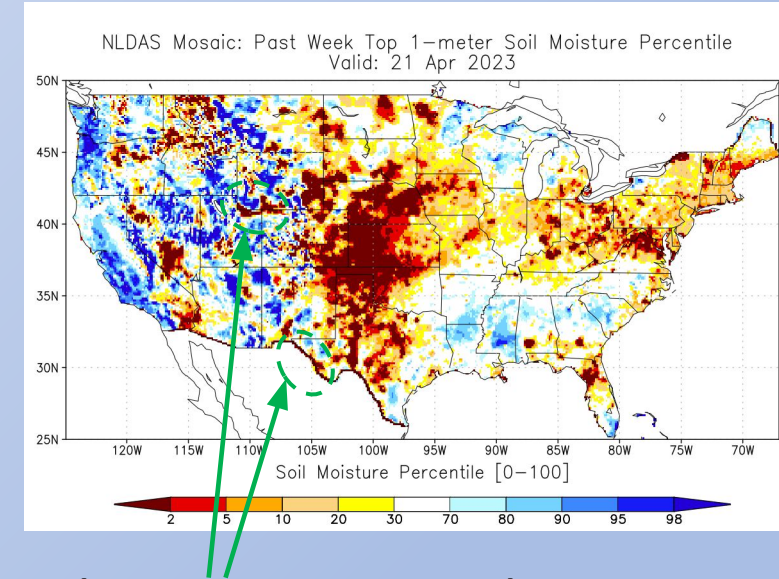 NLDAS Mosaic: Past Week Top 1-meter Soil Moisture Percentile
Valid: 21 Apr 2023
50N
45N
40N
35N
30N
25N
120W 115W 110W 105W 100W 95W 90W 85W 80W 75W 70W
Soil Moisture Percentile [0-100]
2 5 10 20 30 70 80 90 95 98